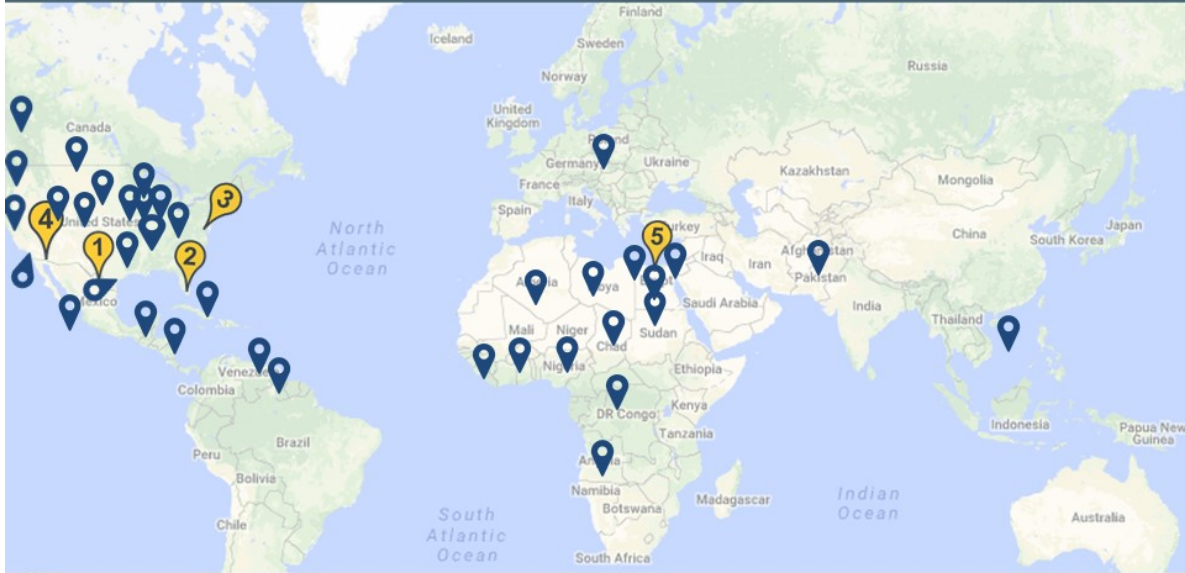 Finland
Iceland
Sweden
Russia
Norway
United
Kingdom
Canada
Germany
Ukraine
Kazakhstan
Mongolia
France
3
Italy
4
United States
Spain
North
Atlantic
Ocean
5
China
Japan
South Korea
1
Iraq
Iran
2
Pakistan
Mexico
Saudi Arabia
India
Mali
Niger
Sudan
Thailand
Chad
Ethiopia
Colombia
DR Congo
Kenya
Indonesia
Papua New
Guinea
Brazil
Tanzania
Peru
Bolivia
Namibia
Madagascar
Indian
Ocean
Botswana
South
Atlantic
Ocean
Chile
Australia
South Africa